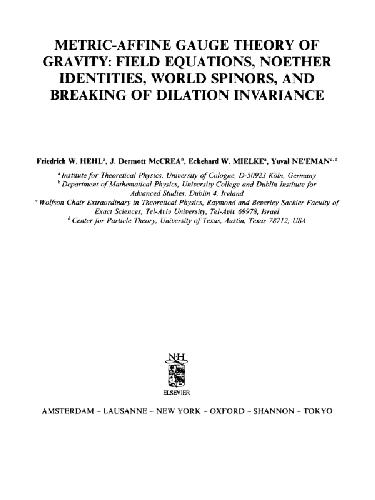 METRIC-AFFINE GAUGE THEORY OF
GRAVITY: FIELD EQUATIONS, NOETHER
IDENTITIES, WORLD SPINORS, AND
BREAKING OF DILATION INVARIANCE
Friedrich W. HEHLᵃ, J. Dermott McCREAᵇ, Eckehard W. MIELKEᵃ, Yuval NE'EMANᶜ,ᵈ
ᵃ Institute for Theoretical Physics, University of Cologne, D-50923 Köln, Germany
ᵇ Department of Mathematical Physics, University College and Dublin Institute for
Advanced Studies, Dublin 4, Ireland
ᶜ Wolfson Chair Extraordinary in Theoretical Physics, Raymond and Beverley Sackler Faculty of
Exact Sciences, Tel-Aviv University, Tel-Aviv 69978, Israel
ᵈ Center for Particle Theory, University of Texas, Austin, Texas 78712, USA
NH
ELSEVIER
AMSTERDAM – LAUSANNE – NEW YORK – OXFORD – SHANNON – TOKYO